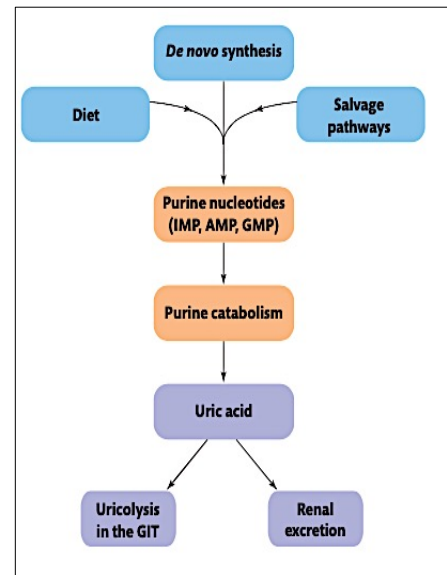 De novo synthesis
Diet
Salvage
pathways
Purine nucleotides
(IMP, AMP, GMP)
Purine catabolism
Uric acid
Uricolysis
in the GIT
Renal
excretion